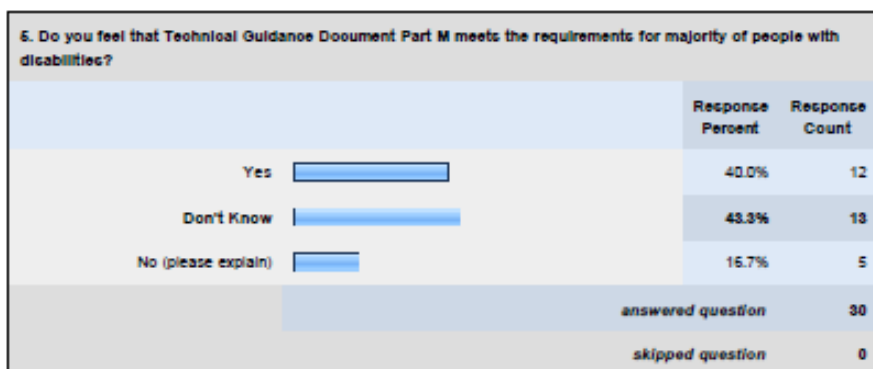 5. Do you feel that Technical Guidance Document Part M meets the requirements for majority of people with
disabilities?
Response Percent Response Count
Yes 40.0% 12
Don't Know 43.3% 13
No (please explain) 16.7% 5
answered question 30
skipped question 0